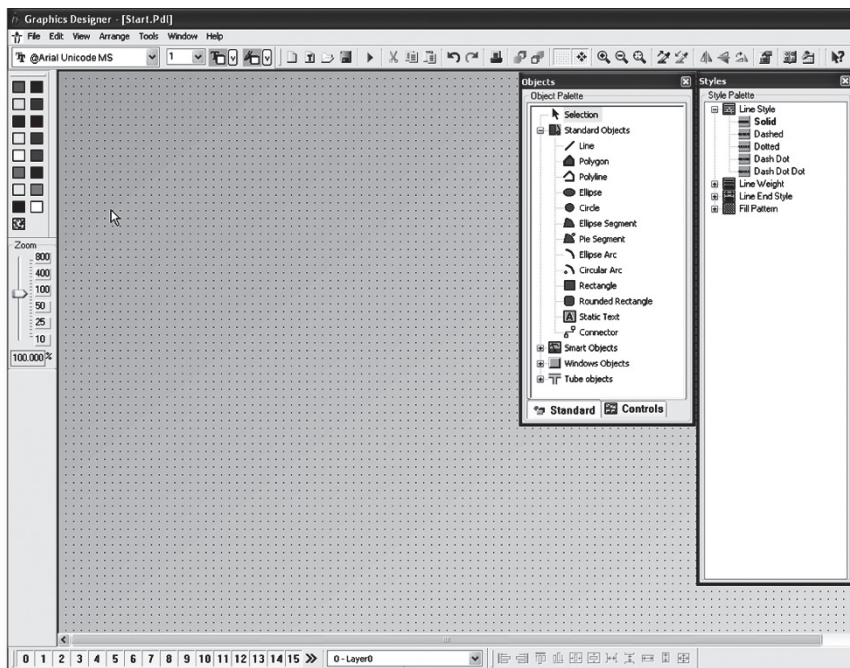 Graphics Designer - [Start.Pdl]
File Edit View Arrange Tools Window Help
@Arial Unicode MS 1
Objects
Object Palette
Selection
Standard Objects
Line
Polygon
Polyline
Ellipse
Circle
Ellipse Segment
Pie Segment
Ellipse Arc
Circular Arc
Rectangle
Rounded Rectangle
Static Text
Connector
Smart Objects
Windows Objects
Tube objects
Standard Controls
Styles
Style Palette
Line Style
Solid
Dashed
Dotted
Dash Dot
Dash Dot Dot
Line Weight
Line End Style
Fill Pattern
Zoom
800
400
100
50
25
10
100.000 %
0 1 2 3 4 5 6 7 8 9 10 11 12 13 14 15 0 - Layer0